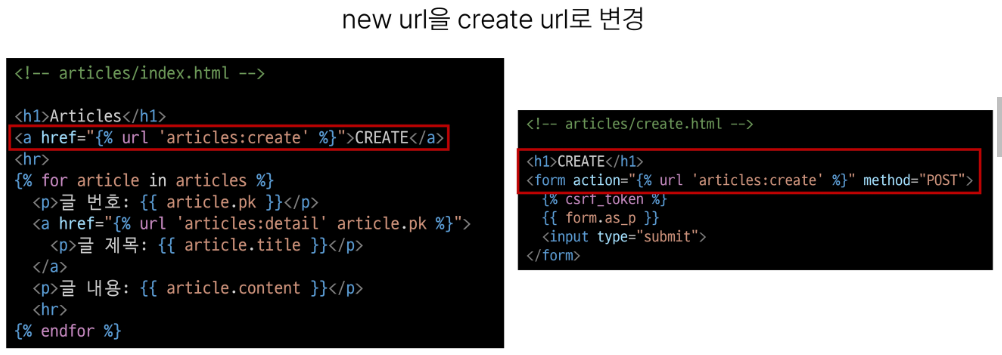 new url을 create url로 변경
<!-- articles/index.html -->
<h1>Articles</h1>
<a href="{% url 'articles:create' %}">CREATE</a>
<hr>
{% for article in articles %}
<p>글 번호: {{ article.pk }}</p>
<a href="{% url 'articles:detail' article.pk %}">
<p>글 제목: {{ article.title }}</p>
</a>
<p>글 내용: {{ article.content }}</p>
<hr>
{% endfor %}
<!-- articles/create.html -->
<h1>CREATE</h1>
<form action="{% url 'articles:create' %}" method="POST">
{% csrf_token %}
{{ form.as_p }}
<input type="submit">
</form>